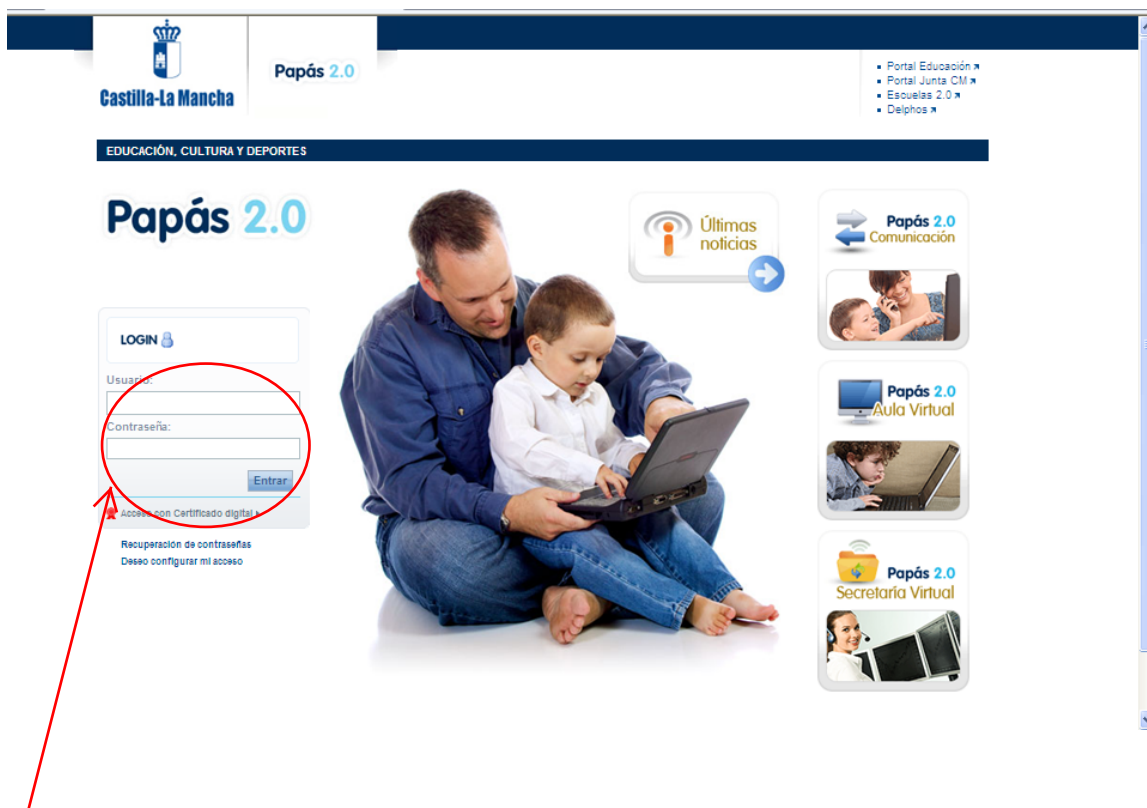 Castilla-La Mancha
Papás 2.0
Portal Educación
Portal Junta CM
Escuelas 2.0
Delphos
EDUCACIÓN, CULTURA Y DEPORTES
Papás 2.0
Últimas
noticias
Papás 2.0
Comunicación
LOGIN
Usuario:
Contraseña:
Entrar
Acceso con Certificado digital
Recuperación de contraseñas
Deseo configurar mi acceso
Papás 2.0
Aula Virtual
Papás 2.0
Secretaría Virtual